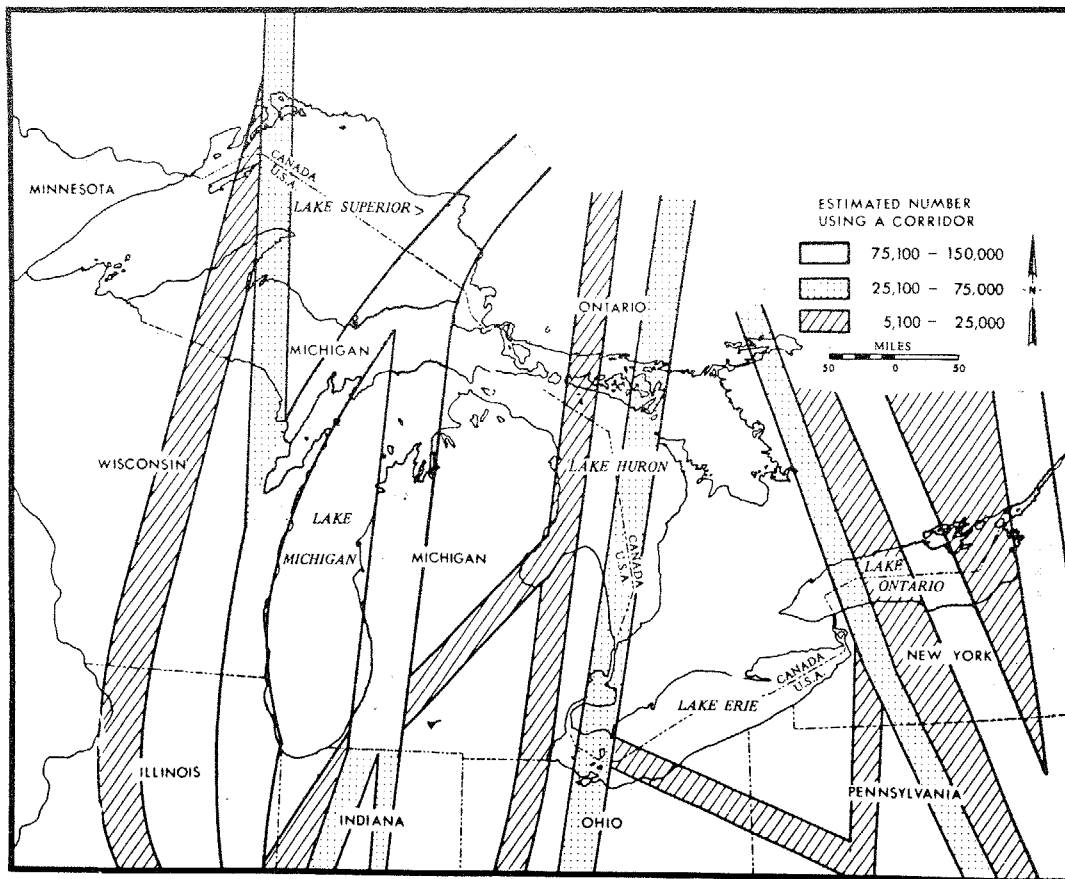 CANADA
U.S.A.
MINNESOTA
LAKE SUPERIOR
ESTIMATED NUMBER
USING A CORRIDOR
75,100 – 150,000
25,100 – 75,000
5,100 – 25,000
N
MILES
50 0 50
ONTARIO
MICHIGAN
WISCONSIN
LAKE HURON
LAKE
MICHIGAN
MICHIGAN
CANADA
U.S.A.
LAKE
ONTARIO
NEW YORK
CANADA
U.S.A.
LAKE ERIE
ILLINOIS
INDIANA
OHIO
PENNSYLVANIA